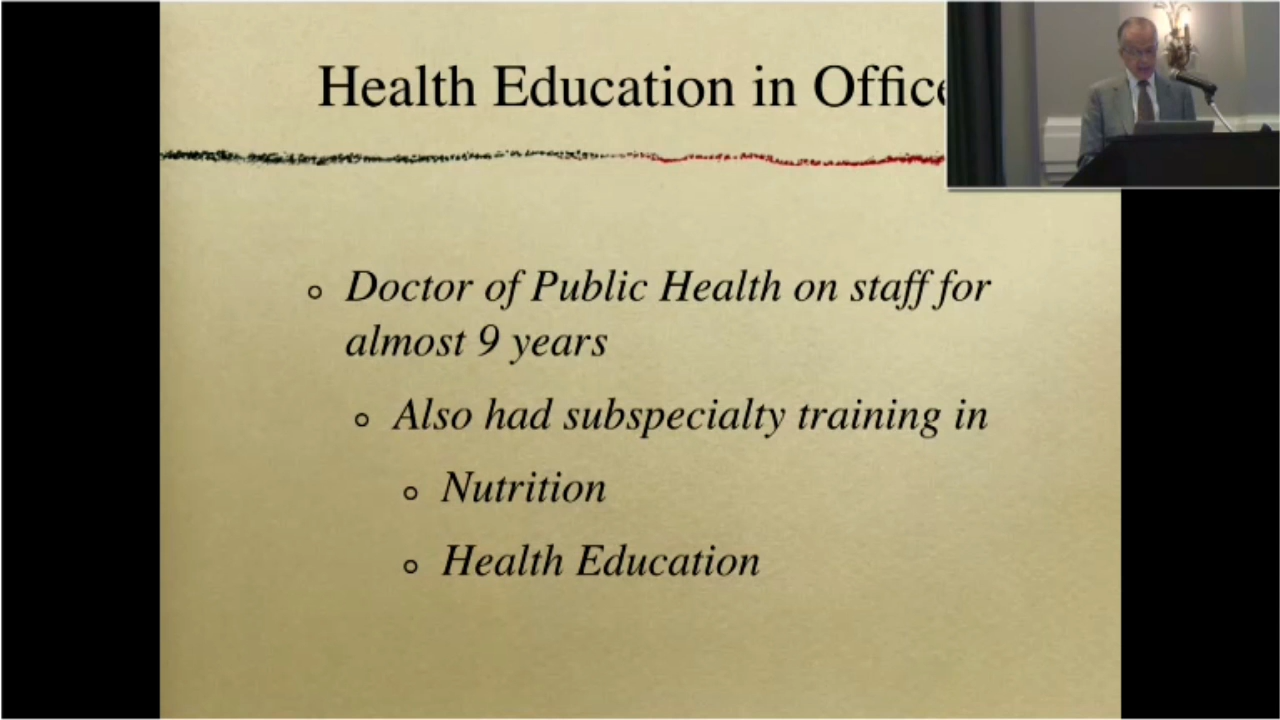 Health Education in Office
Doctor of Public Health on staff for
almost 9 years
Also had subspecialty training in
Nutrition
Health Education